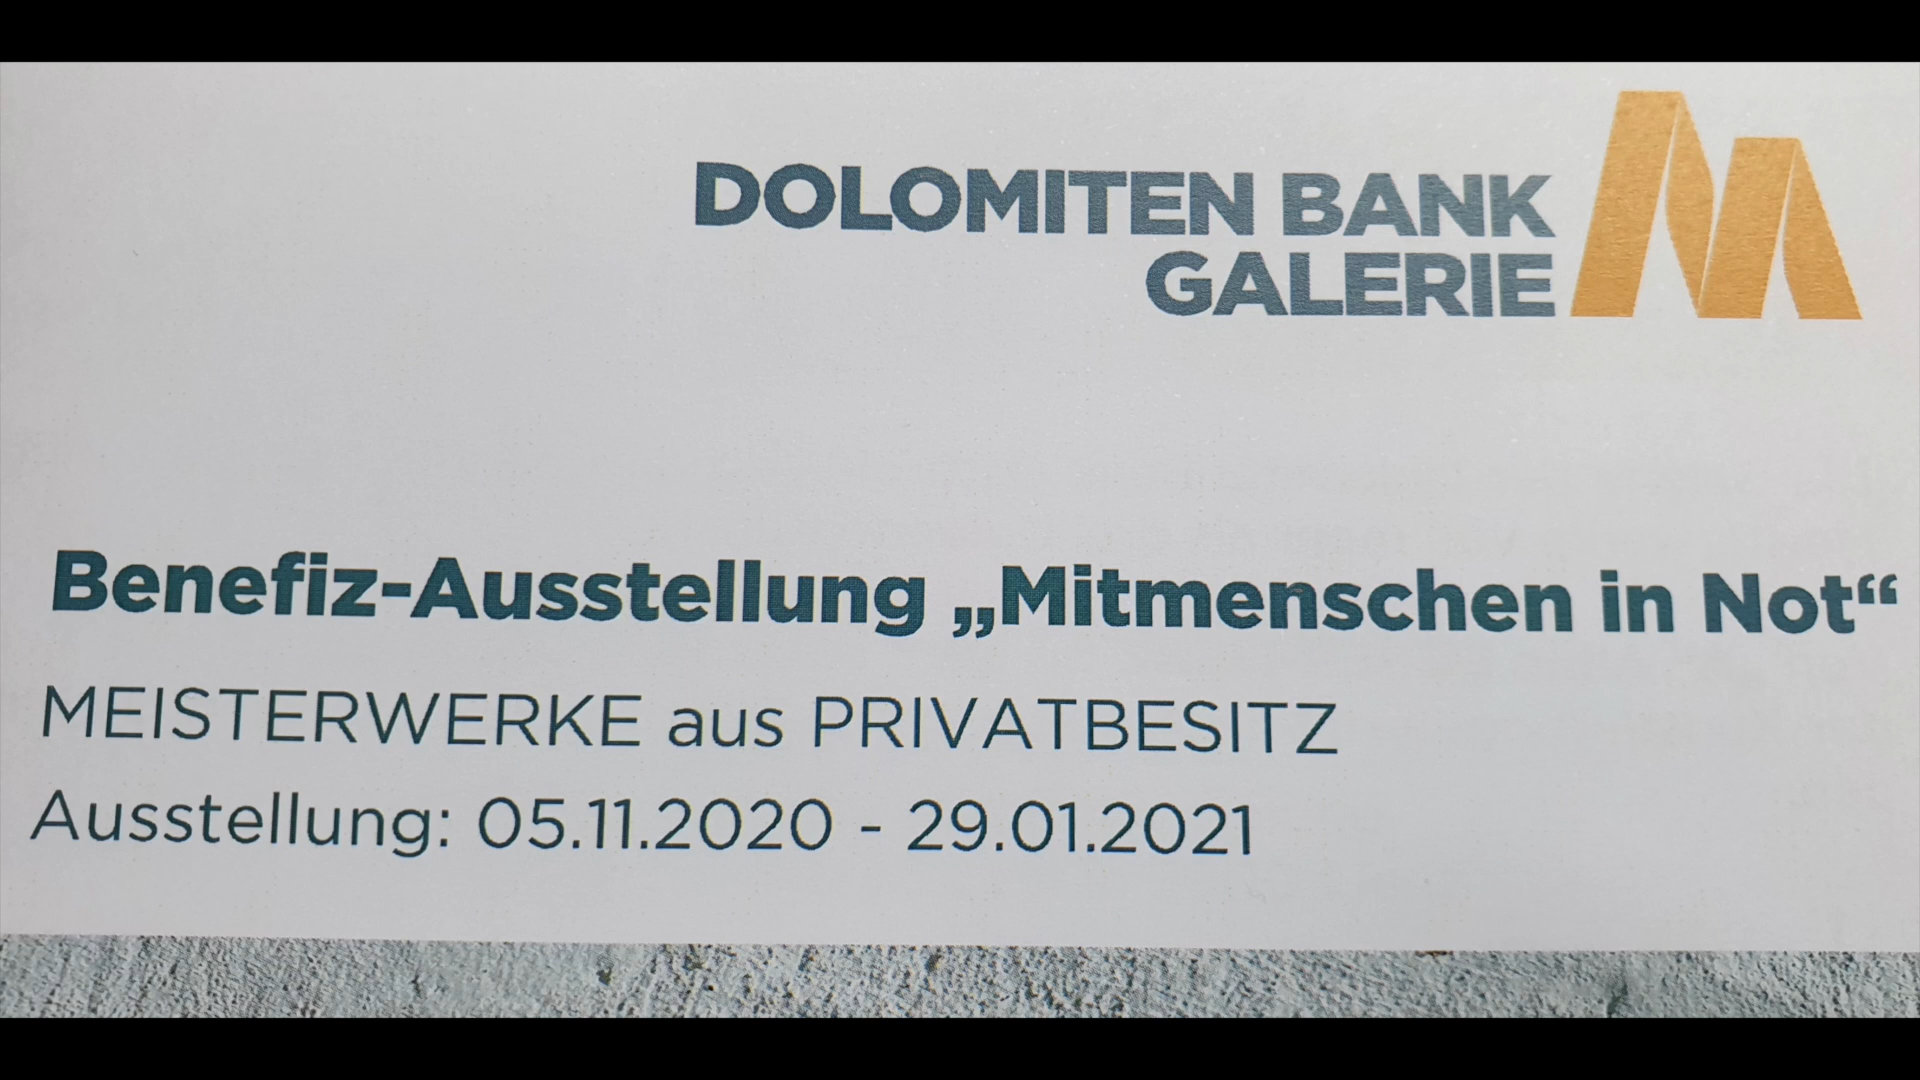 DOLOMITEN BANK
GALERIE
Benefiz-Ausstellung „Mitmenschen in Not“
MEISTERWERKE aus PRIVATBESITZ
Ausstellung: 05.11.2020 - 29.01.2021